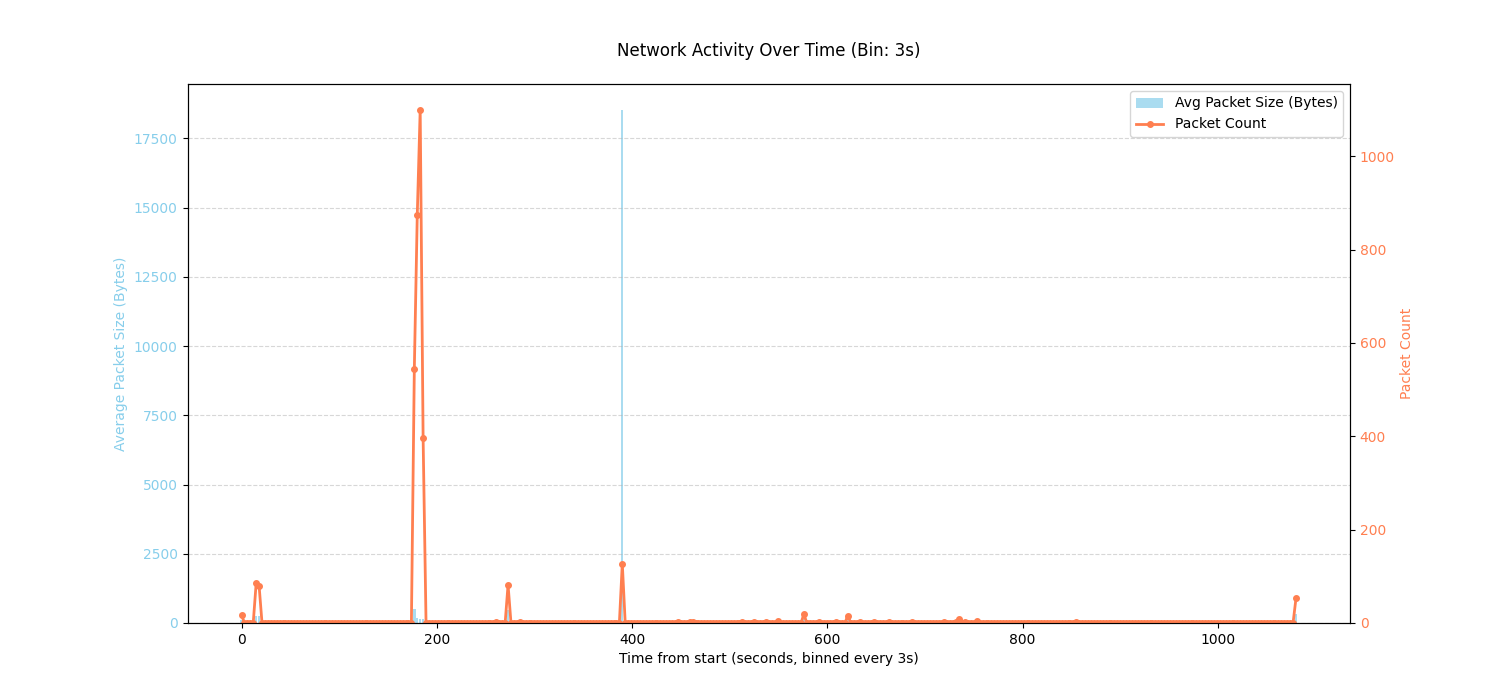 Network Activity Over Time (Bin: 3s)
Avg Packet Size (Bytes)
Packet Count
17500
15000
12500
10000
7500
5000
2500
0
Average Packet Size (Bytes)
1000
800
600
400
200
0
Packet Count
0 200 400 600 800 1000
Time from start (seconds, binned every 3s)